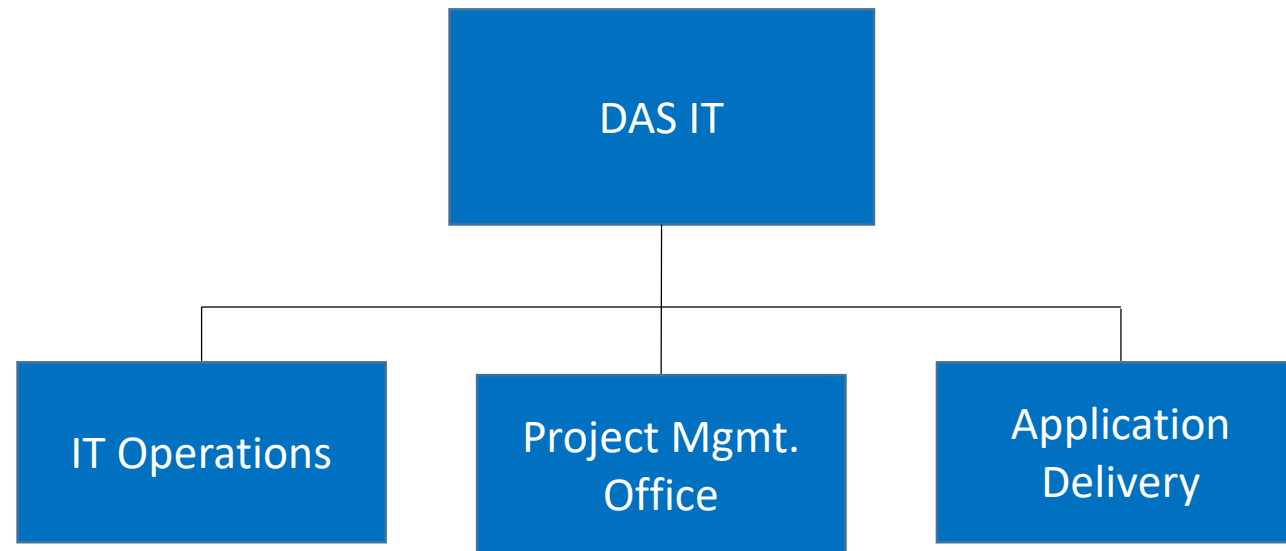 DAS IT
IT Operations
Project Mgmt.
Office
Application
Delivery